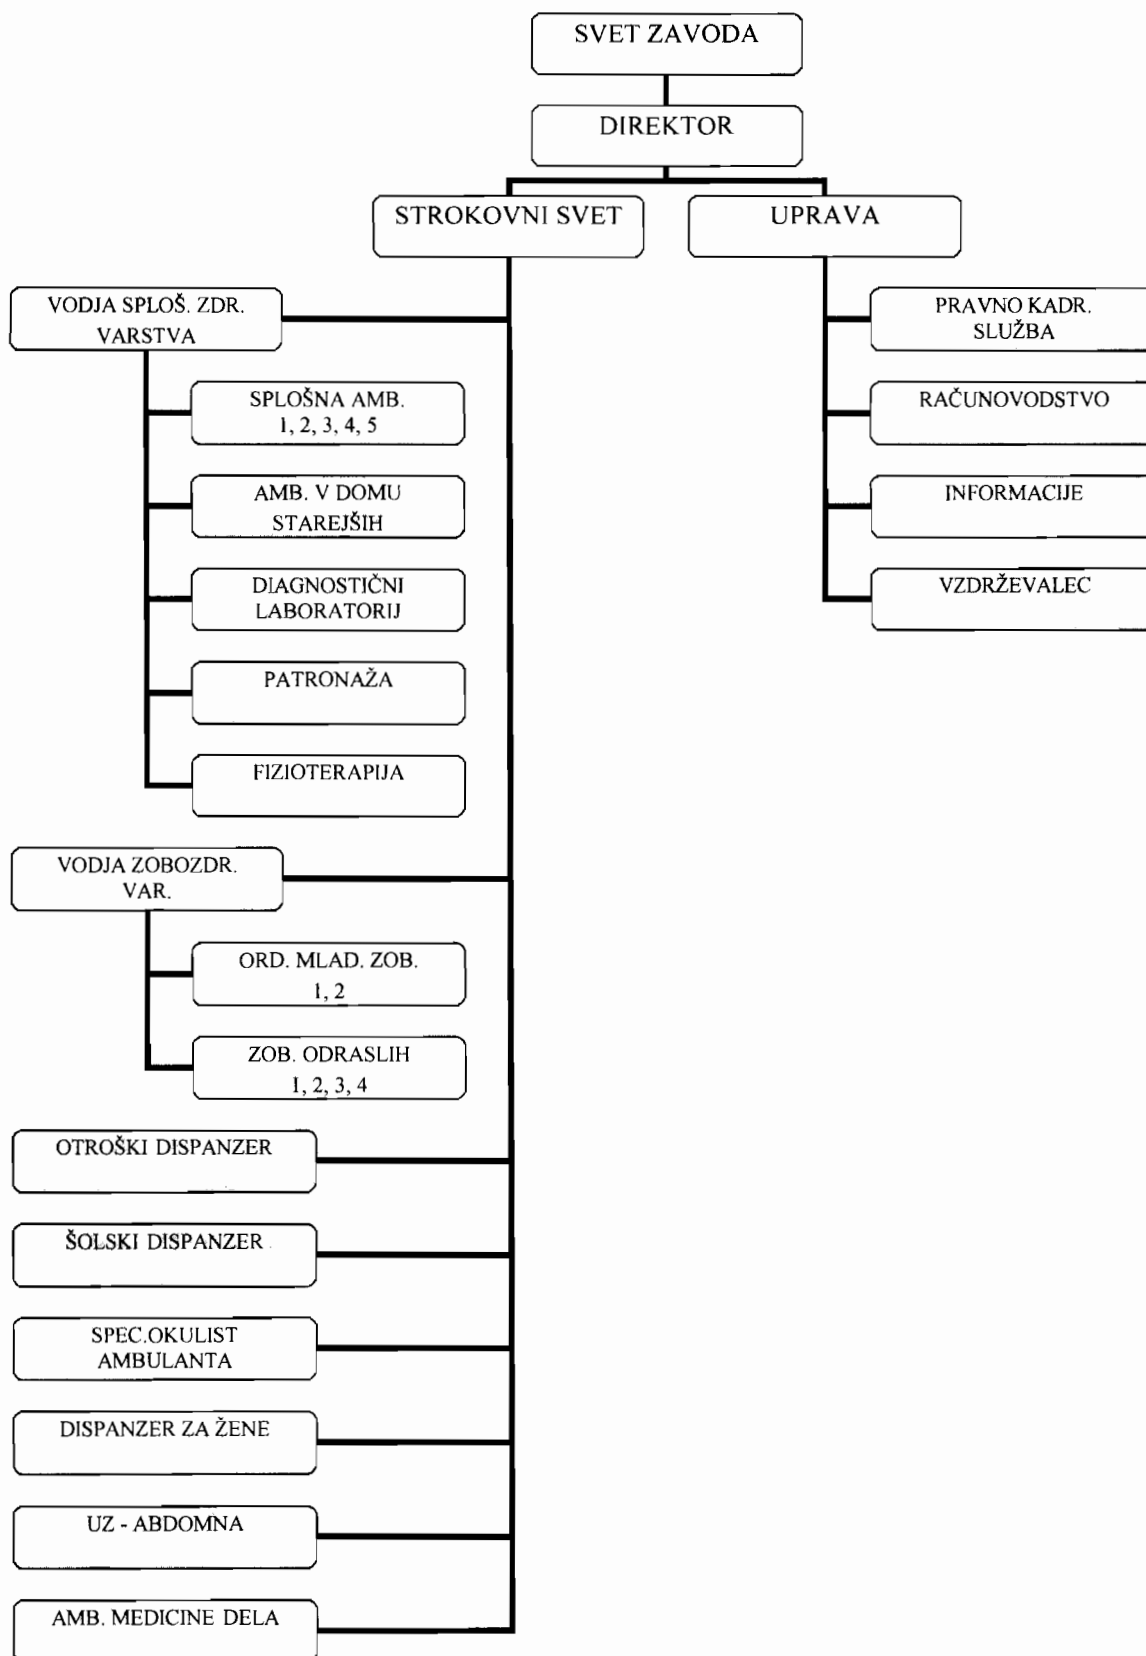 SVET ZAVODA
DIREKTOR
STROKOVNI SVET
UPRAVA
VODJA SPLOŠ. ZDR.
VARSTVA
PRAVNO KADR.
SLUŽBA
SPLOŠNA AMB.
1, 2, 3, 4, 5
RAČUNOVODSTVO
AMB. V DOMU
STAREJŠIH
INFORMACIJE
DIAGNOSTIČNI
LABORATORIJ
VZDRŽEVALEC
PATRONAŽA
FIZIOTERAPIJA
VODJA ZOBOZDR.
VAR.
ORD. MLAD. ZOB.
1, 2
ZOB. ODRASLIH
1, 2, 3, 4
OTROŠKI DISPANZER
ŠOLSKI DISPANZER
SPEC.OKULIST
AMBULANTA
DISPANZER ZA ŽENE
UZ - ABDOMNA
AMB. MEDICINE DELA